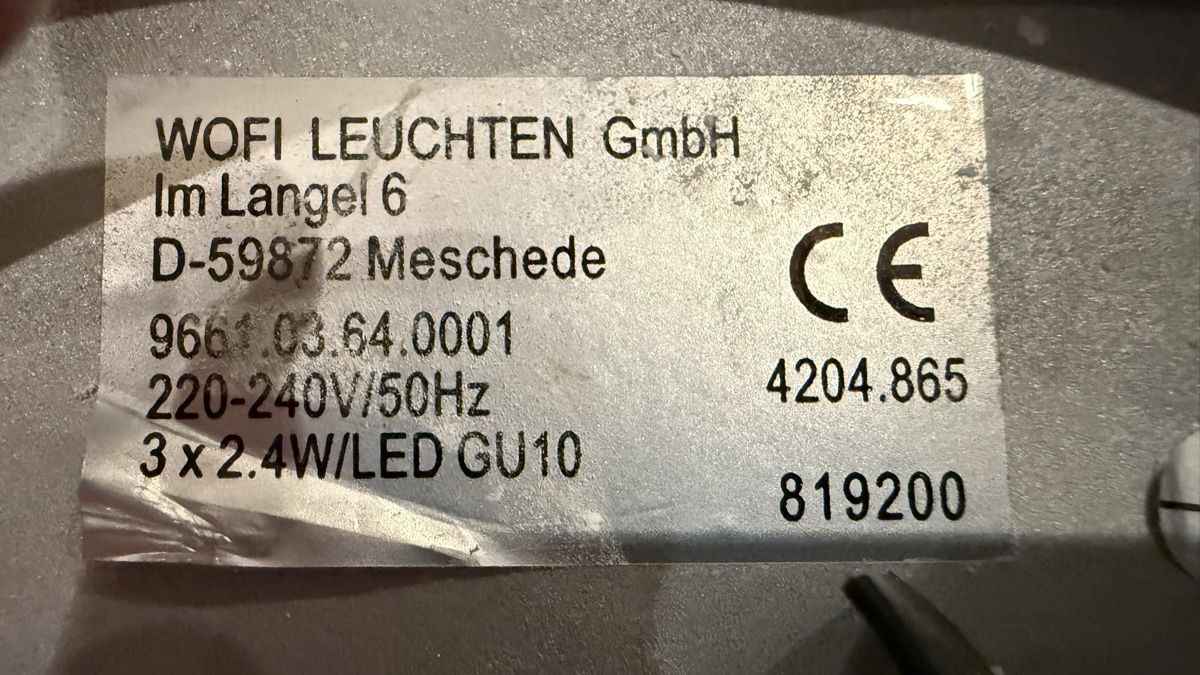 WOFI LEUCHTEN GmbH
Im Langel 6
D-59872 Meschede
CE
9661.03.64.0001
220-240V/50Hz
4204.865
3 x 2.4W/LED GU10
819200